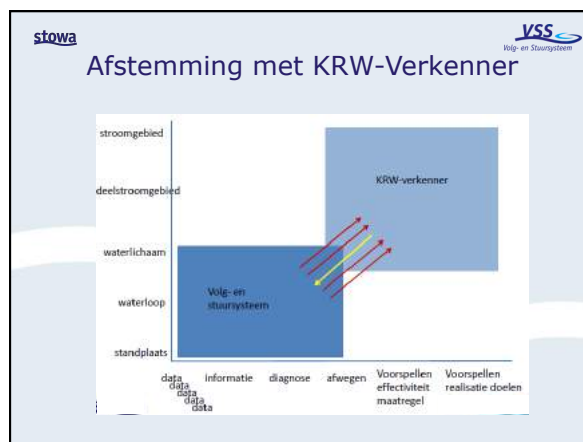 stowa
VSS
Volg- en Stuursysteem
Afstemming met KRW-Verkenner
stroomgebied
deelstroomgebied
waterlichaam
waterloop
standplaats
KRW-verkenner
Volg- en
stuursysteem
data
data
data
data
data
informatie
diagnose
afwegen
Voorspellen
effectiviteit
maatregel
Voorspellen
realisatie doelen